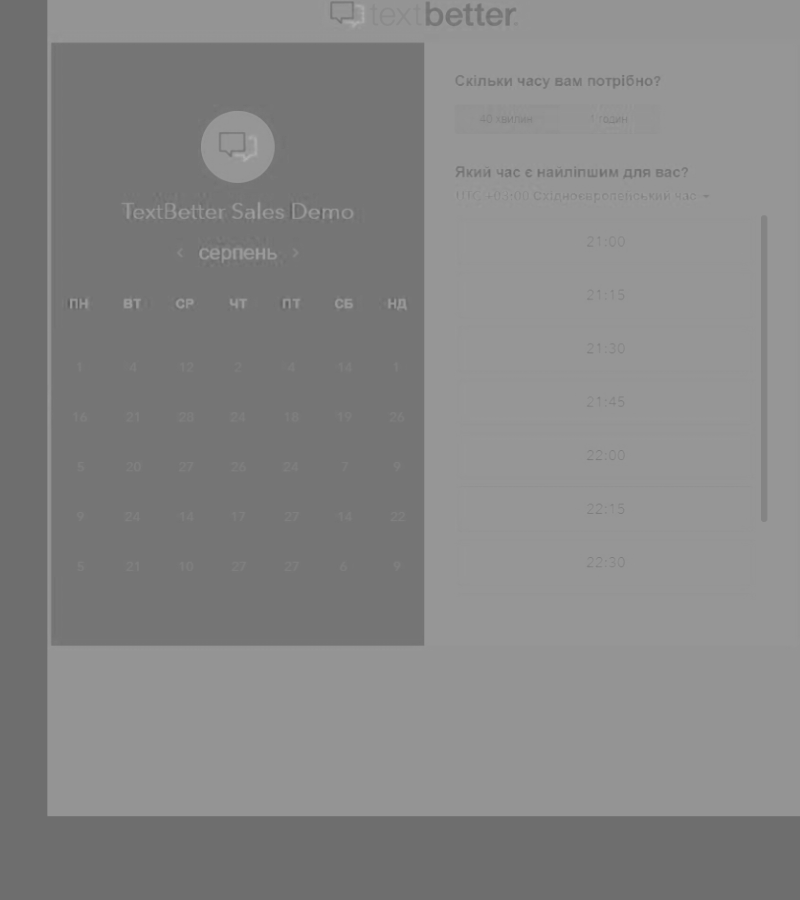 textbetter
TextBetter Sales Demo
‹ серпень ›
ПН ВТ СР ЧТ ПТ СБ НД
1 4 12 2 4 14 1
16 21 23 24 18 19 26
5 20 27 26 24 7 9
9 24 14 17 27 14 22
5 21 10 27 27 6 9
Скільки часу вам потрібно?
40 хвилин 1 годин
Який час є найліпшим для вас?
UTC +03:00 Східноєвропейський час
21:00
21:15
21:30
21:45
22:00
22:15
22:30